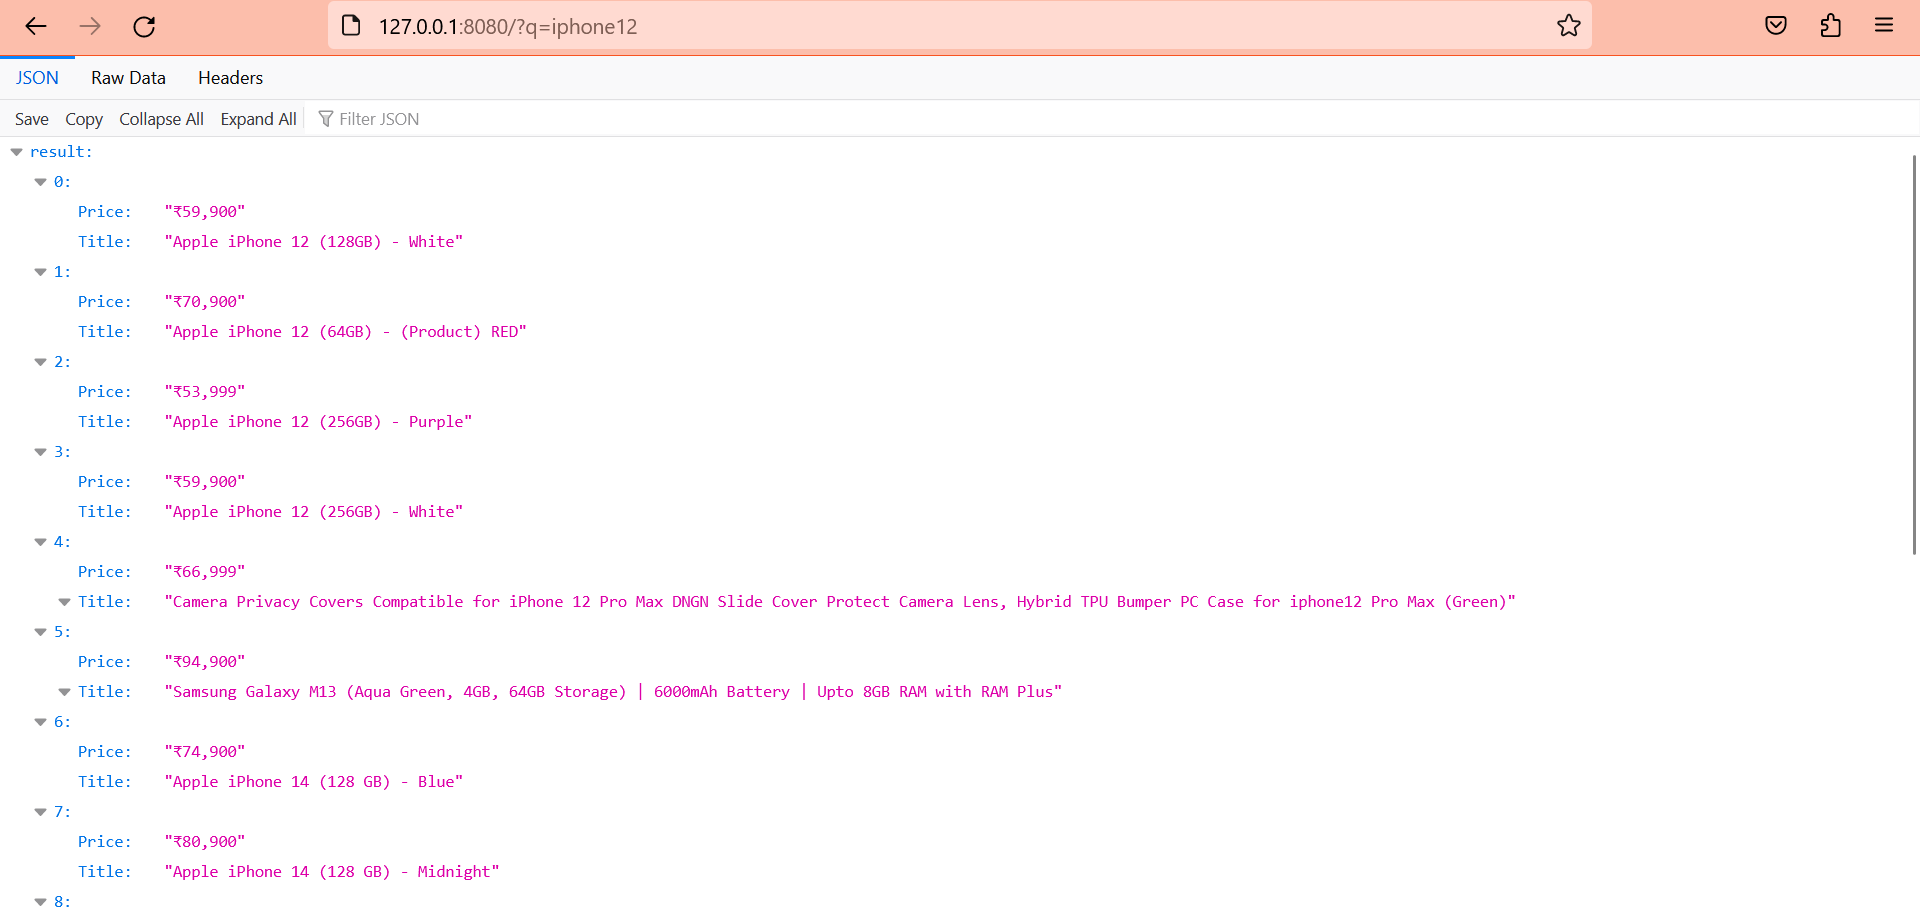 127.0.0.1:8080/?q=iphone12
JSON Raw Data Headers
Save Copy Collapse All Expand All Filter JSON
result:
0:
Price: "₹59,900"
Title: "Apple iPhone 12 (128GB) - White"
1:
Price: "₹70,900"
Title: "Apple iPhone 12 (64GB) - (Product) RED"
2:
Price: "₹53,999"
Title: "Apple iPhone 12 (256GB) - Purple"
3:
Price: "₹59,900"
Title: "Apple iPhone 12 (256GB) - White"
4:
Price: "₹66,999"
Title: "Camera Privacy Covers Compatible for iPhone 12 Pro Max DNGN Slide Cover Protect Camera Lens, Hybrid TPU Bumper PC Case for iphone12 Pro Max (Green)"
5:
Price: "₹94,900"
Title: "Samsung Galaxy M13 (Aqua Green, 4GB, 64GB Storage) | 6000mAh Battery | Upto 8GB RAM with RAM Plus"
6:
Price: "₹74,900"
Title: "Apple iPhone 14 (128 GB) - Blue"
7:
Price: "₹80,900"
Title: "Apple iPhone 14 (128 GB) - Midnight"
8: